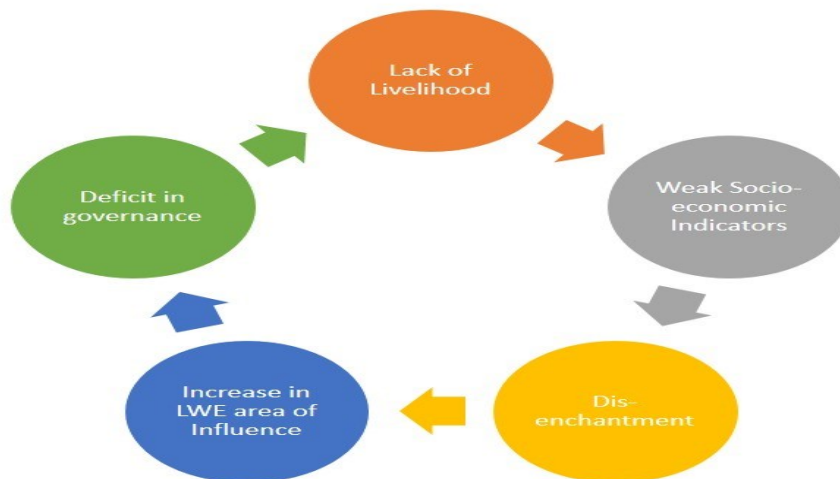 Lack of
Livelihood
Weak Socio-
economic
Indicators
Dis-
enchantment
Increase in
LWE area of
Influence
Deficit in
governance